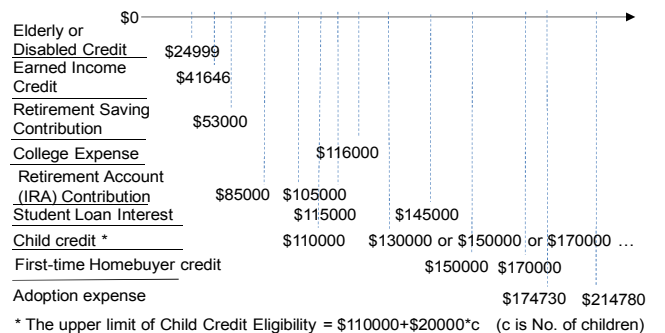 $0
Elderly or
Disabled Credit $24999
Earned Income $41646
Credit
Retirement Saving
Contribution $53000
College Expense $116000
Retirement Account
(IRA) Contribution $85000 $105000
Student Loan Interest $115000 $145000
Child credit * $110000 $130000 or $150000 or $170000 ...
First-time Homebuyer credit $150000 $170000
Adoption expense $174730 $214780
* The upper limit of Child Credit Eligibility = $110000+$20000*c (c is No. of children)